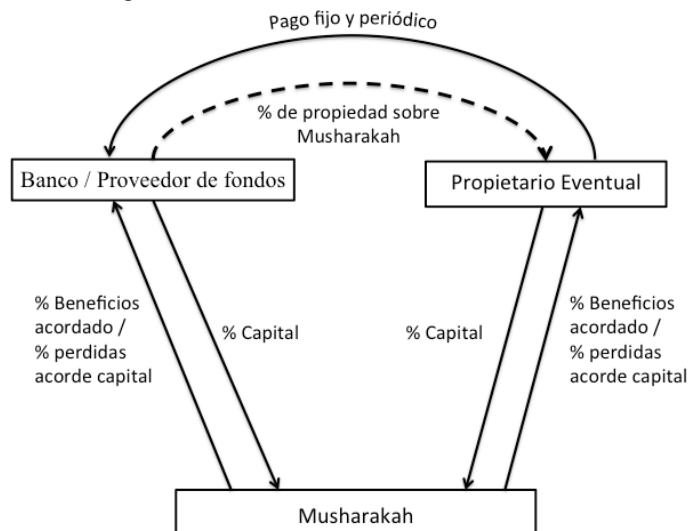 Pago fijo y periódico
% de propiedad sobre
Musharakah
Banco / Proveedor de fondos
Propietario Eventual
% Beneficios
acordado /
% perdidas
acorde capital
% Capital
% Capital
% Beneficios
acordado /
% perdidas
acorde capital
Musharakah